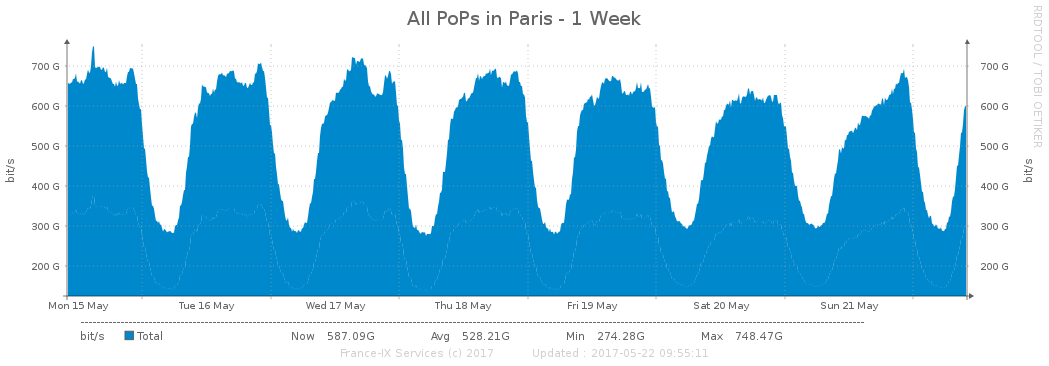 All PoPs in Paris - 1 Week
RRDTOOL / TOBI OETIKER
700 G 700 G
600 G 600 G
500 G 500 G
400 G 400 G
300 G 300 G
200 G 200 G
bit/s
bit/s
Mon 15 May Tue 16 May Wed 17 May Thu 18 May Fri 19 May Sat 20 May Sun 21 May
bit/s Total Now 587.09G Avg 528.21G Min 274.28G Max 748.47G
France-IX Services (c) 2017 Updated : 2017-05-22 09:55:11